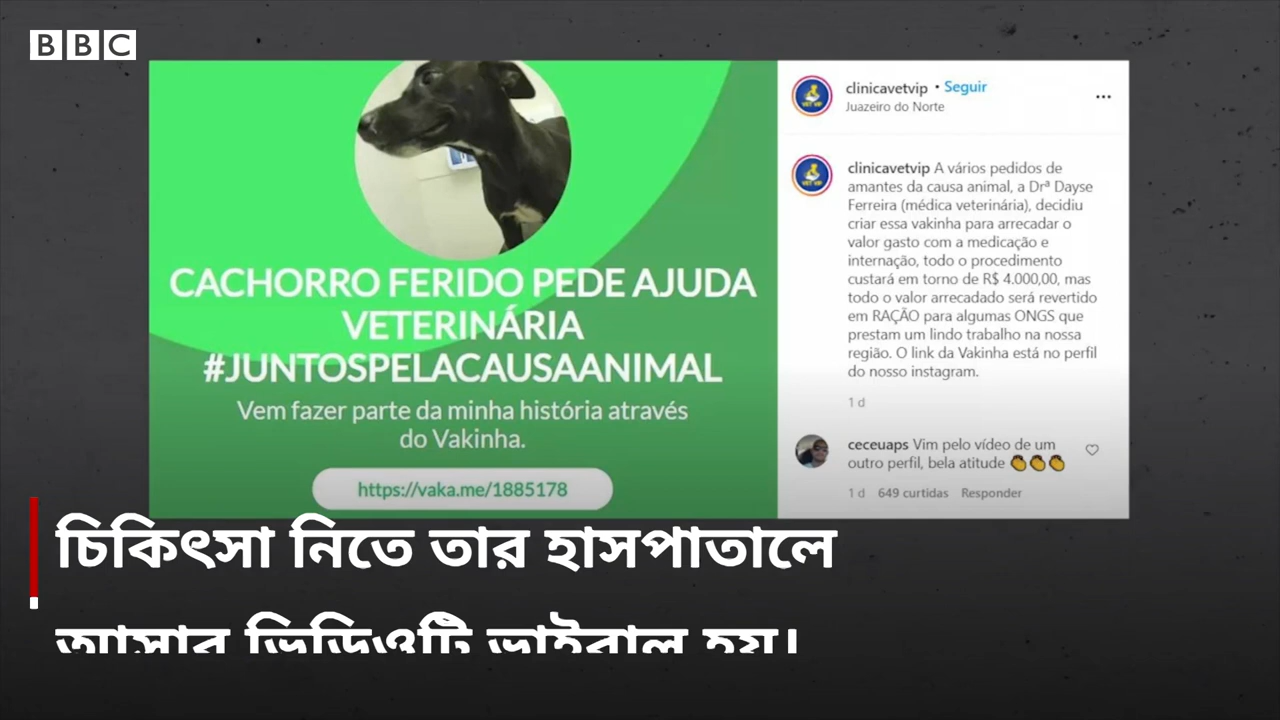 BBC
CACHORRO FERIDO PEDE AJUDA
VETERINÁRIA
#JUNTOSPELACAUSAANIMAL
Vem fazer parte da minha história através
do Vakinha.
https://vaka.me/1885178
clinicavetvip • Seguir
Juazeiro do Norte
clinicavetvip A vários pedidos de
amantes da causa animal, a Drª Dayse
Ferreira (médica veterinária), decidiu
criar essa vakinha para arrecadar o
valor gasto com a medicação e
internação, todo o procedimento
custará em torno de R$ 4.000,00, mas
todo o valor arrecadado será revertido
em RAÇÃO para algumas ONGS que
prestam um lindo trabalho na nossa
região. O link da Vakinha está no perfil
do nosso instagram.
1 d
ceceuaps Vim pelo vídeo de um
outro perfil, bela atitude 👏👏👏
1 d 649 curtidas Responder
চিকিৎসা নিতে তার হাসপাতালে
আসার ভিডিওটি ভাইরাল হয়।